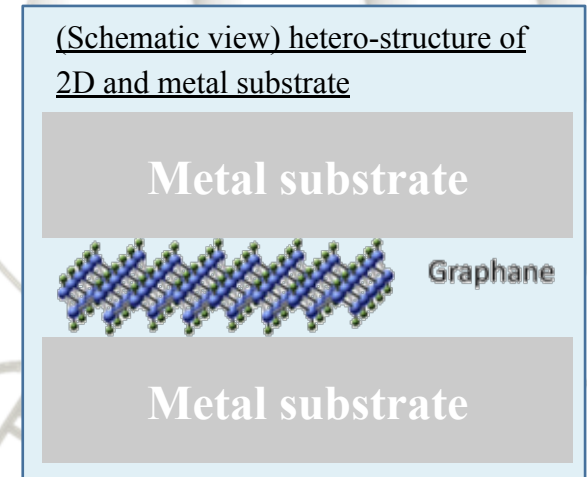 (Schematic view) hetero-structure of
2D and metal substrate
Metal substrate
Graphane
Metal substrate